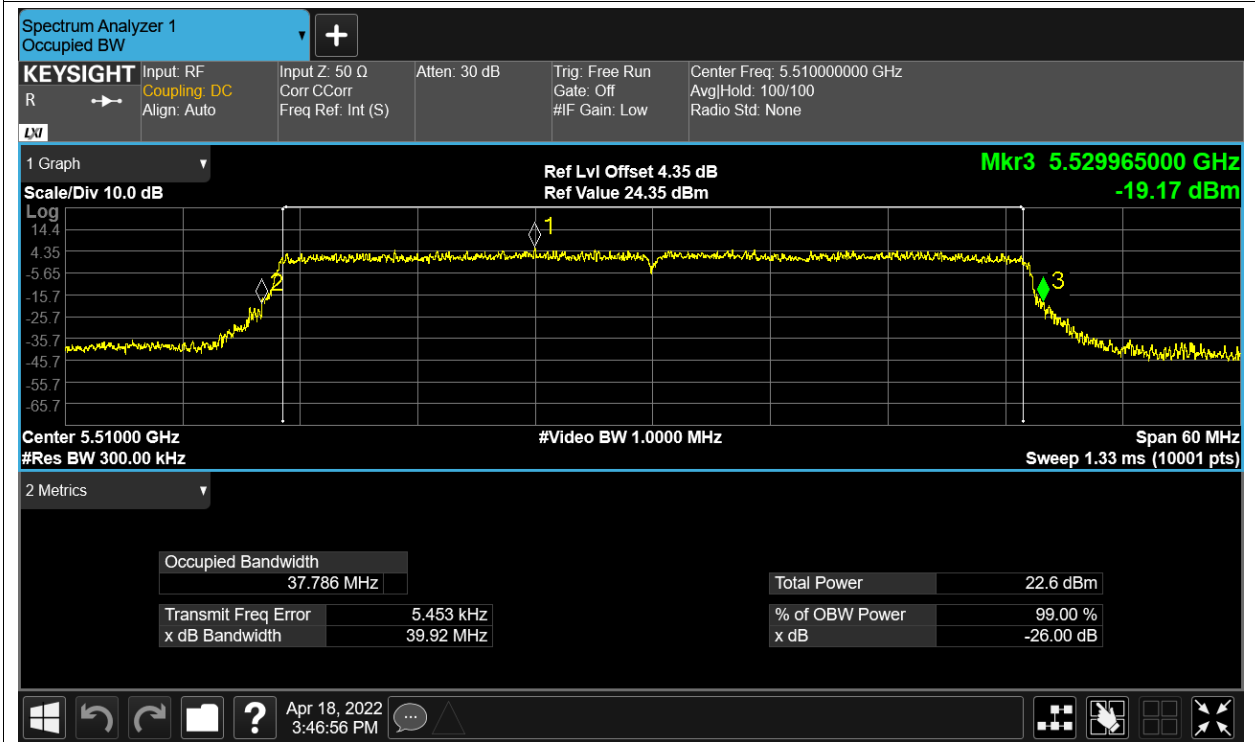 Spectrum Analyzer 1
Occupied BW
KEYSIGHT
R
LXI
Input: RF
Coupling: DC
Align: Auto
Input Z: 50 Ω
Corr CCorr
Freq Ref: Int (S)
Atten: 30 dB
Trig: Free Run
Gate: Off
#IF Gain: Low
Center Freq: 5.510000000 GHz
Avg|Hold: 100/100
Radio Std: None
1 Graph
Scale/Div 10.0 dB
Ref Lvl Offset 4.35 dB
Ref Value 24.35 dBm
Mkr3 5.529965000 GHz
-19.17 dBm
Log
14.4
4.35
-5.65
-15.7
-25.7
-35.7
-45.7
-55.7
-65.7
1
2
3
Center 5.51000 GHz
#Res BW 300.00 kHz
#Video BW 1.0000 MHz
Span 60 MHz
Sweep 1.33 ms (10001 pts)
2 Metrics
Occupied Bandwidth
37.786 MHz
Transmit Freq Error 5.453 kHz
x dB Bandwidth 39.92 MHz
Total Power 22.6 dBm
% of OBW Power 99.00 %
x dB -26.00 dB
?
Apr 18, 2022
3:46:56 PM